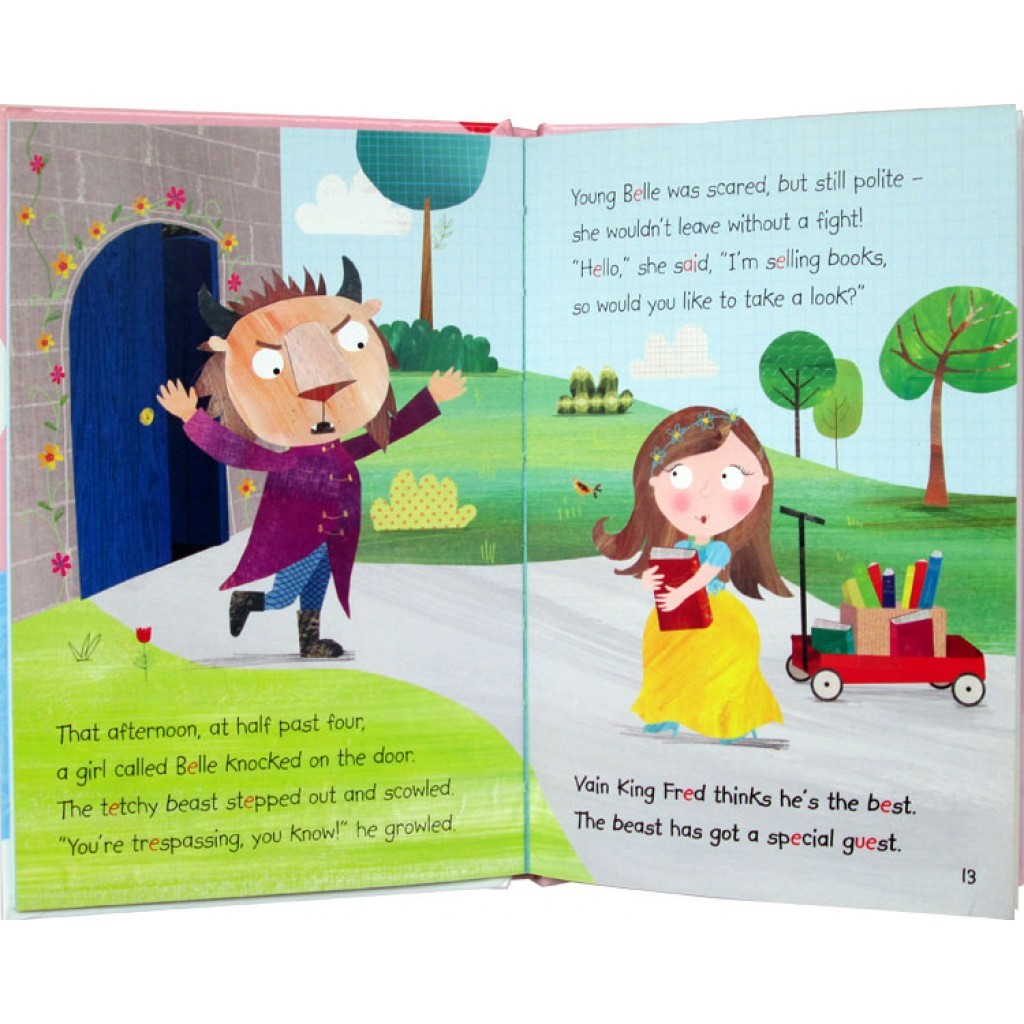 That afternoon, at half past four,
a girl called Belle knocked on the door.
The tetchy beast stepped out and scowled.
"You're trespassing, you know!" he growled.
Young Belle was scared, but still polite –
she wouldn't leave without a fight!
"Hello," she said, "I'm selling books,
so would you like to take a look?"
Vain King Fred thinks he's the best.
The beast has got a special guest.
13